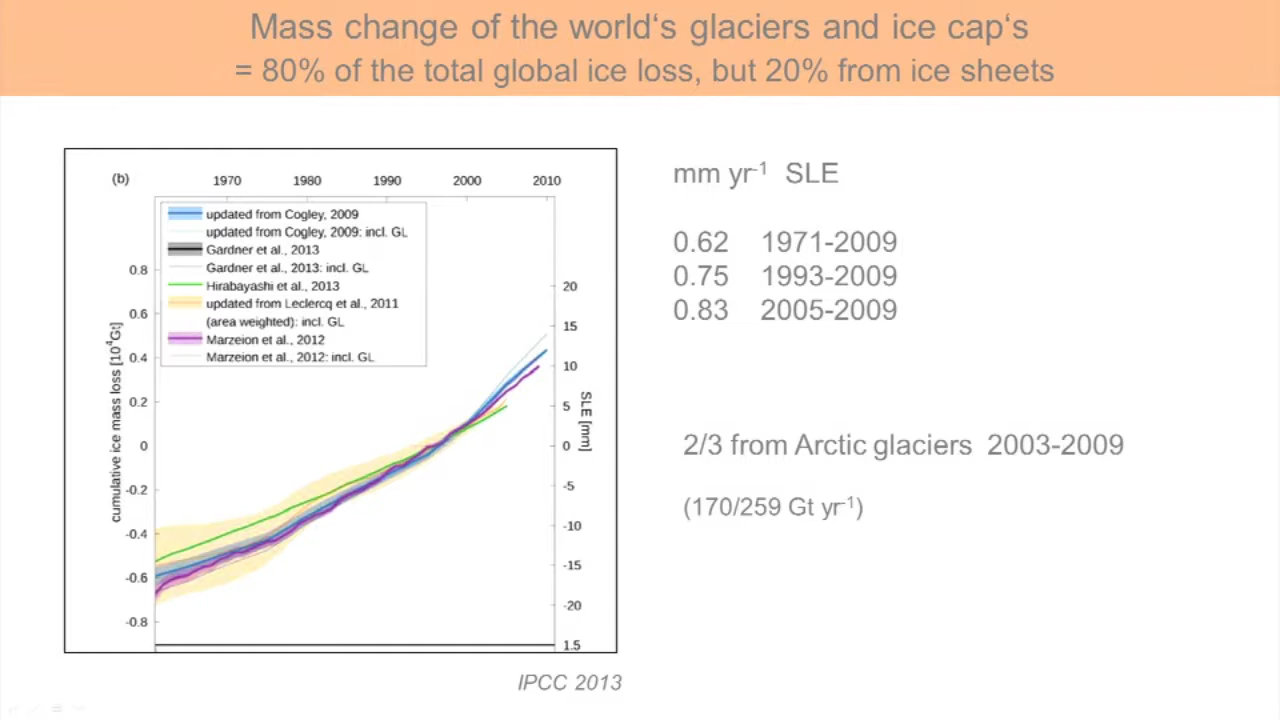 Mass change of the world‘s glaciers and ice cap‘s
= 80% of the total global ice loss, but 20% from ice sheets
(b)
1970 1980 1990 2000 2010
updated from Cogley, 2009
updated from Cogley, 2009: incl. GL
Gardner et al., 2013
Gardner et al., 2013: incl. GL
Hirabayashi et al., 2013
updated from Leclercq et al., 2011
(area weighted): incl. GL
Marzeion et al., 2012
Marzeion et al., 2012: incl. GL
cumulative ice mass loss [10⁴Gt]
0.8
0.6
0.4
0.2
0
-0.2
-0.4
-0.6
-0.8
20
15
10
5
0
-5
-10
-15
-20
1.5
SLE [mm]
IPCC 2013
mm yr⁻¹ SLE
0.62 1971-2009
0.75 1993-2009
0.83 2005-2009
2/3 from Arctic glaciers 2003-2009
(170/259 Gt yr⁻¹)